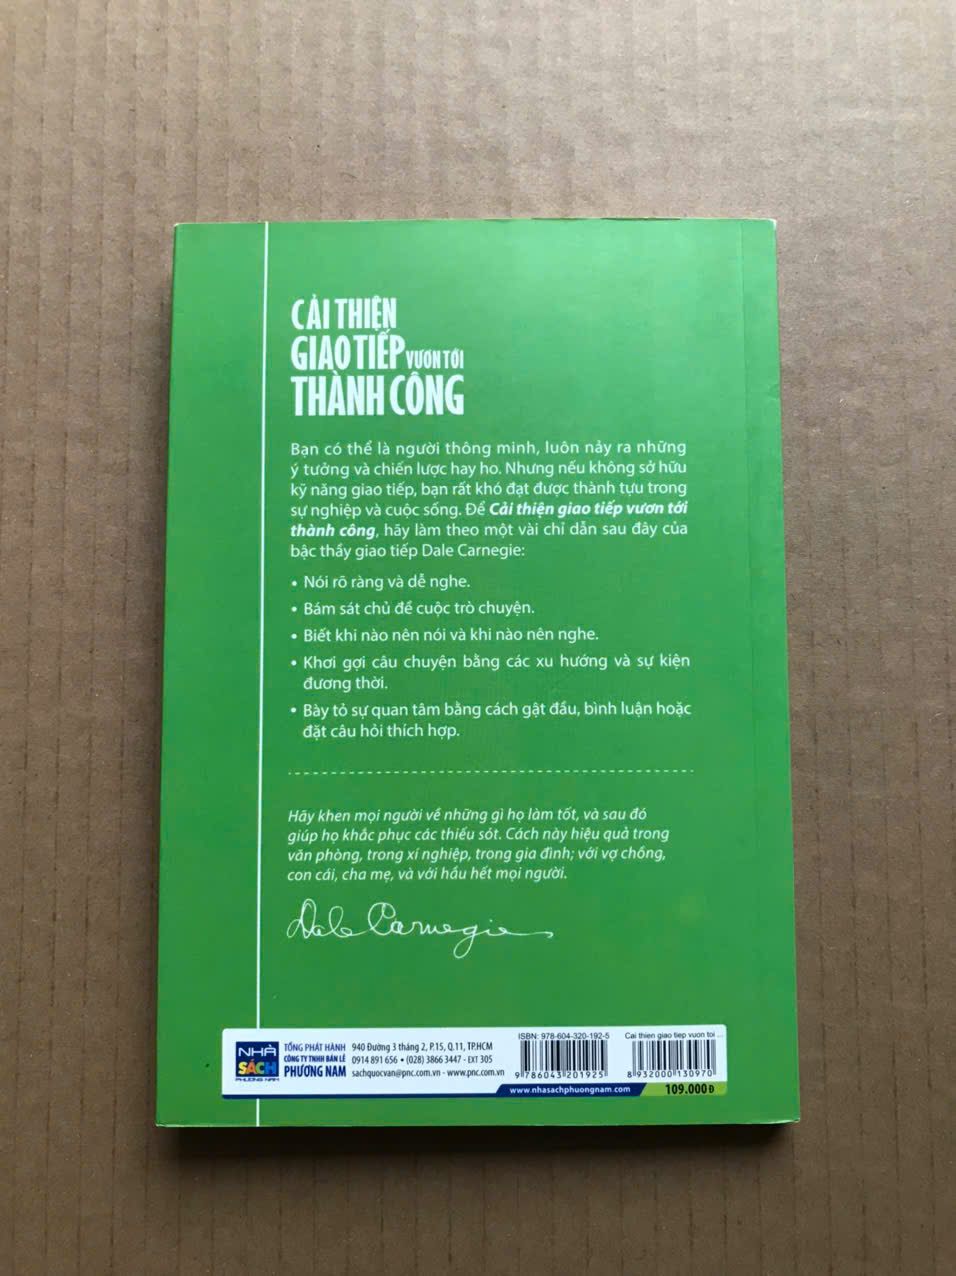 CẢI THIỆN
GIAO TIẾP VƯƠN TỚI
THÀNH CÔNG
Bạn có thể là người thông minh, luôn nảy ra những
ý tưởng và chiến lược hay ho. Nhưng nếu không sở hữu
kỹ năng giao tiếp, bạn rất khó đạt được thành tựu trong
sự nghiệp và cuộc sống. Để Cải thiện giao tiếp vươn tới
thành công, hãy làm theo một vài chỉ dẫn sau đây của
bậc thầy giao tiếp Dale Carnegie:
• Nói rõ ràng và dễ nghe.
• Bám sát chủ đề cuộc trò chuyện.
• Biết khi nào nên nói và khi nào nên nghe.
• Khơi gợi câu chuyện bằng các xu hướng và sự kiện
đương thời.
• Bày tỏ sự quan tâm bằng cách gật đầu, bình luận hoặc
đặt câu hỏi thích hợp.
Hãy khen mọi người về những gì họ làm tốt, và sau đó
giúp họ khắc phục các thiếu sót. Cách này hiệu quả trong
văn phòng, trong xí nghiệp, trong gia đình; với vợ chồng,
con cái, cha mẹ, và với hầu hết mọi người.
Dale Carnegie
NHÀ
SÁCH
PHƯƠNG NAM
TỔNG PHÁT HÀNH
CÔNG TY TNHH BÁN LẺ
PHƯƠNG NAM
940 Đường 3 tháng 2, P.15, Q.11, TP.HCM
0914 891 656 • (028) 3866 3447 - EXT 305
sachquocvan@pnc.com.vn - www.pnc.com.vn
ISBN: 978-604-320-192-5
9 786043 201925
Cai thien giao tiep vuon toi ...
8 932000 130970
www.nhasachphuongnam.com
109.000 Đ